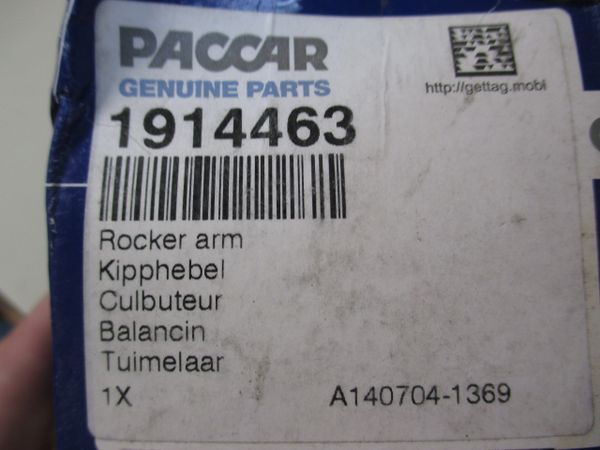 PACCAR
GENUINE PARTS
http://gettag.mobi
1914463
Rocker arm
Kipphebel
Culbuteur
Balancin
Tuimelaar
1X A140704-1369